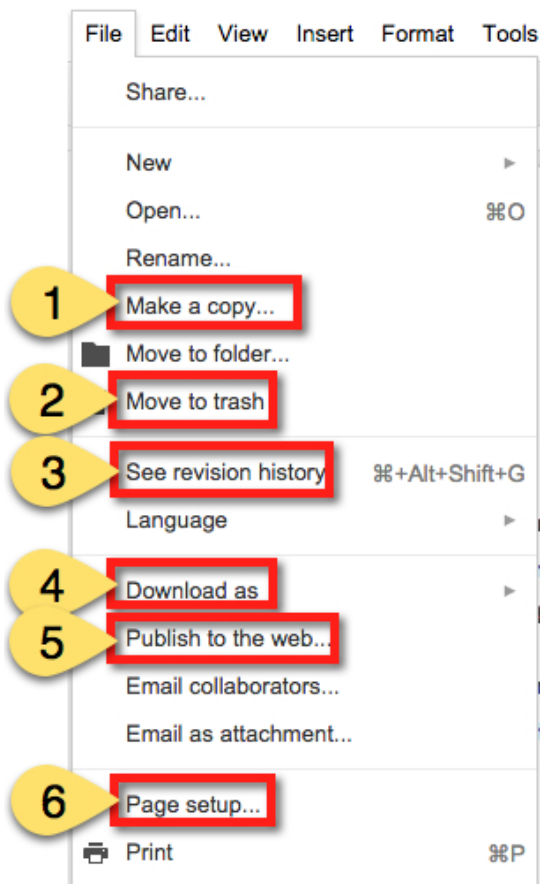 File Edit View Insert Format Tools
Share...
New ►
Open... ⌘O
Rename...
1 Make a copy...
Move to folder...
2 Move to trash
3 See revision history ⌘+Alt+Shift+G
Language ►
4 Download as ►
5 Publish to the web...
Email collaborators...
Email as attachment...
6 Page setup...
Print ⌘P